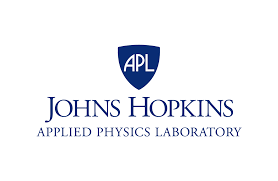 APL
JOHNS HOPKINS
APPLIED PHYSICS LABORATORY